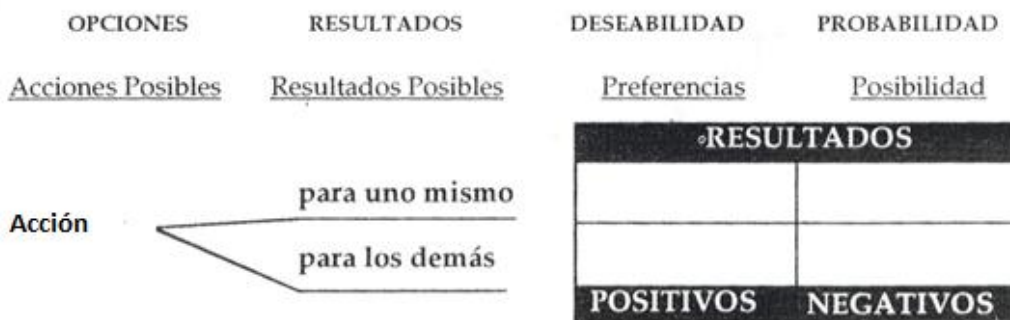 OPCIONES RESULTADOS DESEABILIDAD PROBABILIDAD
Acciones Posibles Resultados Posibles Preferencias Posibilidad
RESULTADOS
para uno mismo
Acción
para los demás
POSITIVOS NEGATIVOS